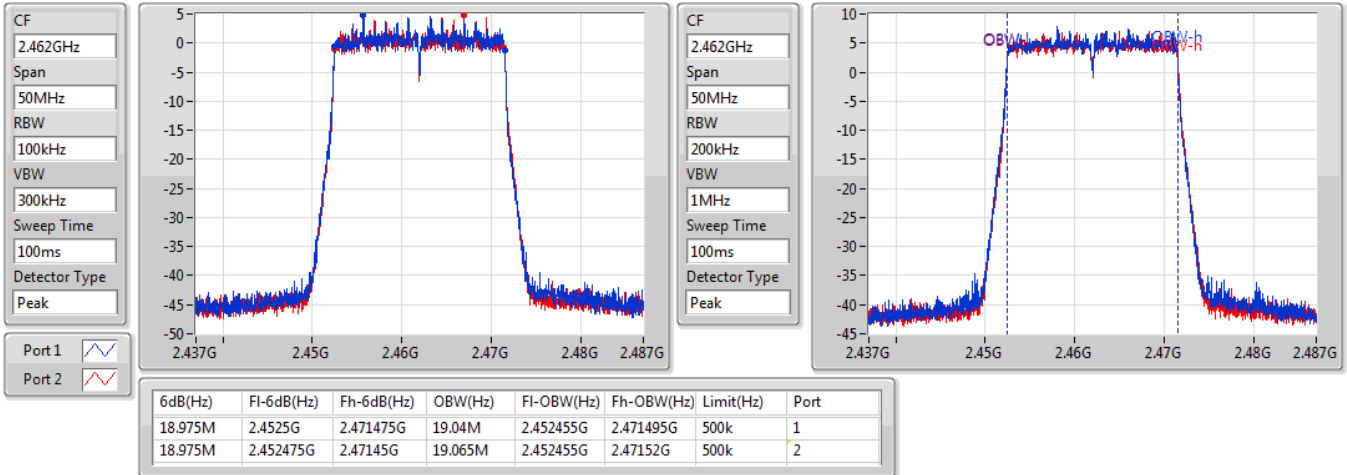 CF
2.462GHz
Span
50MHz
RBW
100kHz
VBW
300kHz
Sweep Time
100ms
Detector Type
Peak
5
0
-5
-10
-15
-20
-25
-30
-35
-40
-45
-50
2.437G 2.45G 2.46G 2.47G 2.48G 2.487G
CF
2.462GHz
Span
50MHz
RBW
200kHz
VBW
1MHz
Sweep Time
100ms
Detector Type
Peak
10
5
0
-5
-10
-15
-20
-25
-30
-35
-40
-45
OBW
OBW-h
2.437G 2.45G 2.46G 2.47G 2.48G 2.487G
Port 1
Port 2
6dB(Hz) Fl-6dB(Hz) Fh-6dB(Hz) OBW(Hz) Fl-OBW(Hz) Fh-OBW(Hz) Limit(Hz) Port
18.975M 2.4525G 2.471475G 19.04M 2.452455G 2.471495G 500k 1
18.975M 2.452475G 2.47145G 19.065M 2.452455G 2.47152G 500k 2